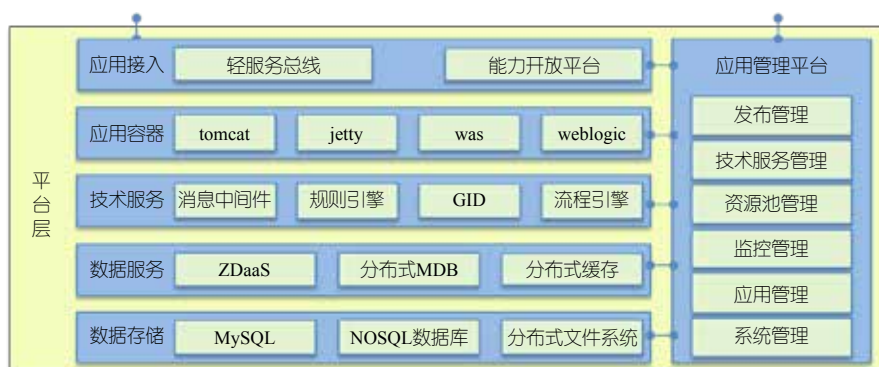 平台层
应用接入 轻服务总线 能力开放平台
应用容器 tomcat jetty was weblogic
技术服务 消息中间件 规则引擎 GID 流程引擎
数据服务 ZDaaS 分布式MDB 分布式缓存
数据存储 MySQL NOSQL数据库 分布式文件系统
应用管理平台
发布管理
技术服务管理
资源池管理
监控管理
应用管理
系统管理